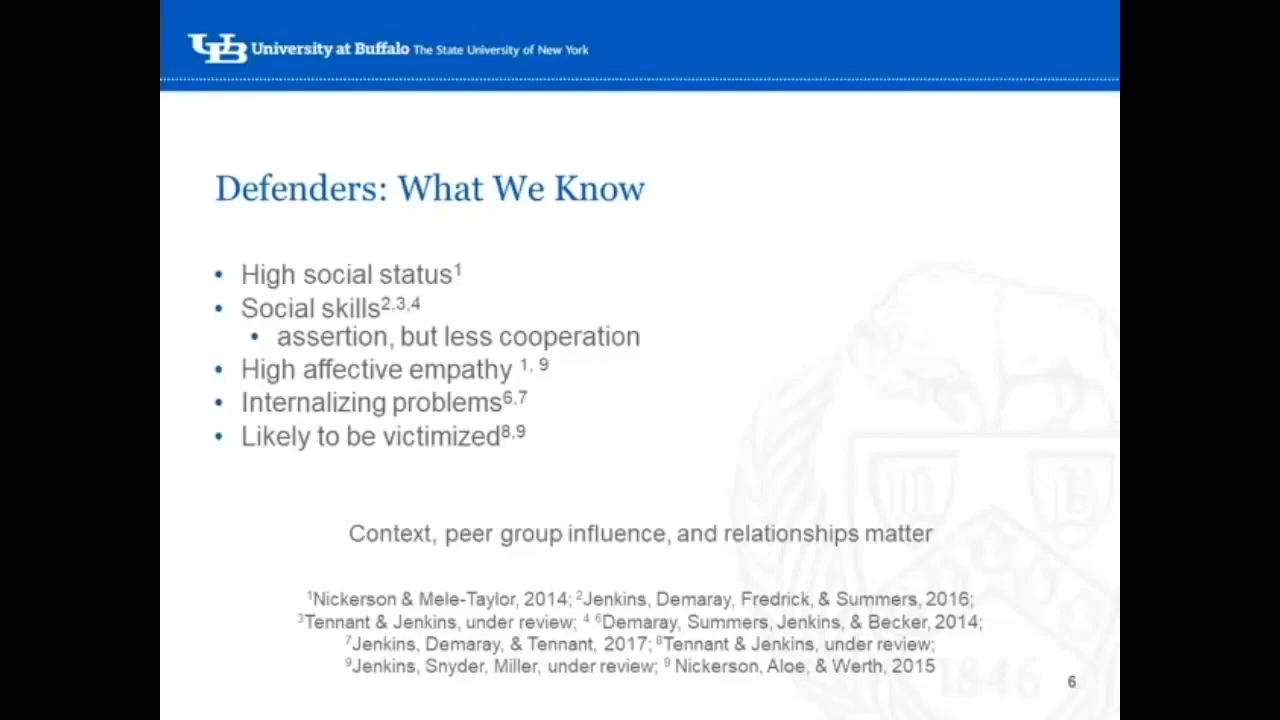 UB University at Buffalo The State University of New York
Defenders: What We Know
• High social status1
• Social skills2,3,4
• assertion, but less cooperation
• High affective empathy 1, 9
• Internalizing problems6,7
• Likely to be victimized8,9
Context, peer group influence, and relationships matter
1Nickerson & Mele-Taylor, 2014; 2Jenkins, Demaray, Fredrick, & Summers, 2016;
3Tennant & Jenkins, under review; 4 6Demaray, Summers, Jenkins, & Becker, 2014;
7Jenkins, Demaray, & Tennant, 2017; 8Tennant & Jenkins, under review;
9Jenkins, Snyder, Miller, under review; 9 Nickerson, Aloe, & Werth, 2015
1846
6